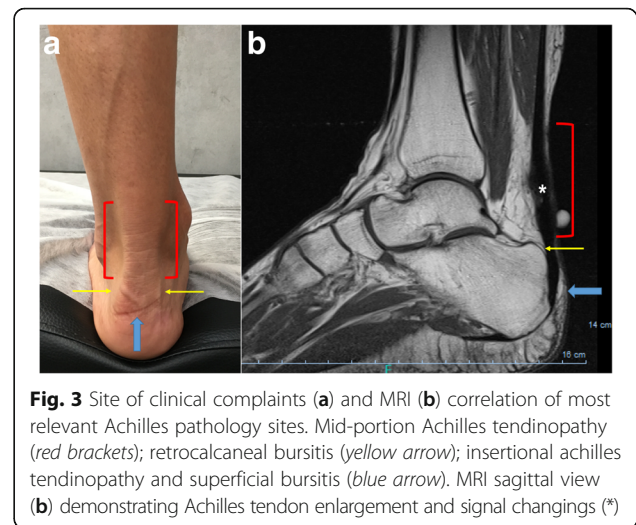 a
b
*
14 cm
16 cm
F
Fig. 3 Site of clinical complaints (a) and MRI (b) correlation of most
relevant Achilles pathology sites. Mid-portion Achilles tendinopathy
(red brackets); retrocalcaneal bursitis (yellow arrow); insertional achilles
tendinopathy and superficial bursitis (blue arrow). MRI sagittal view
(b) demonstrating Achilles tendon enlargement and signal changings (*)